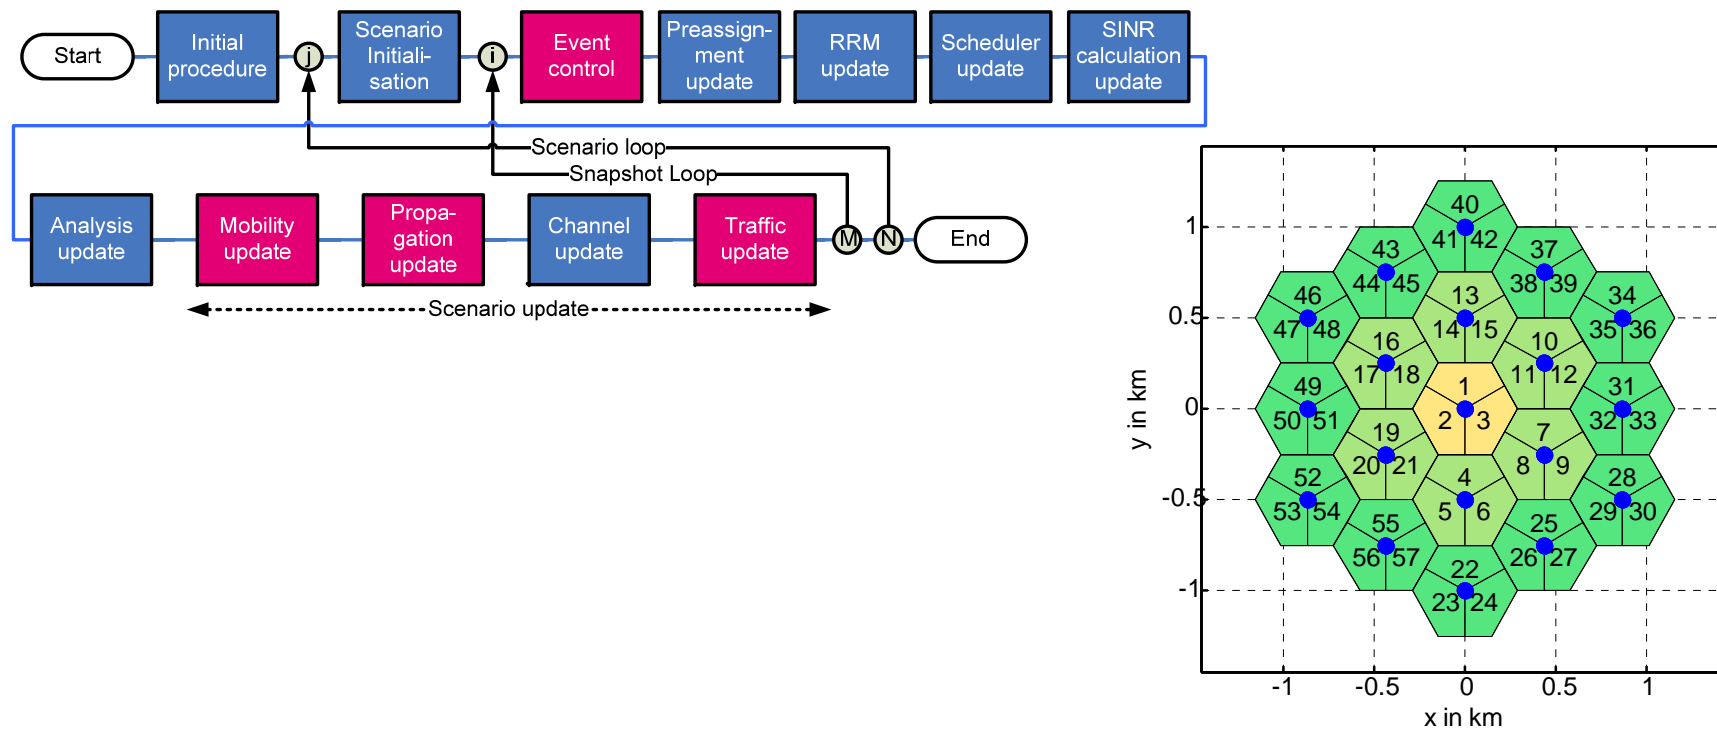 Start
Initial
procedure
j
Scenario
Initiali-
sation
i
Event
control
Preassign-
ment
update
RRM
update
Scheduler
update
SINR
calculation
update
Scenario loop
Snapshot Loop
Analysis
update
Mobility
update
Propa-
gation
update
Channel
update
Traffic
update
M
N
End
Scenario update
y in km
1
0.5
0
-0.5
-1
40
41 42
43
44 45
37
38 39
46
47 48
13
14 15
34
35 36
16
17 18
10
11 12
49
50 51
1
2 3
31
32 33
19
20 21
7
8 9
52
53 54
4
5 6
28
29 30
55
56 57
25
26 27
22
23 24
-1 -0.5 0 0.5 1
x in km